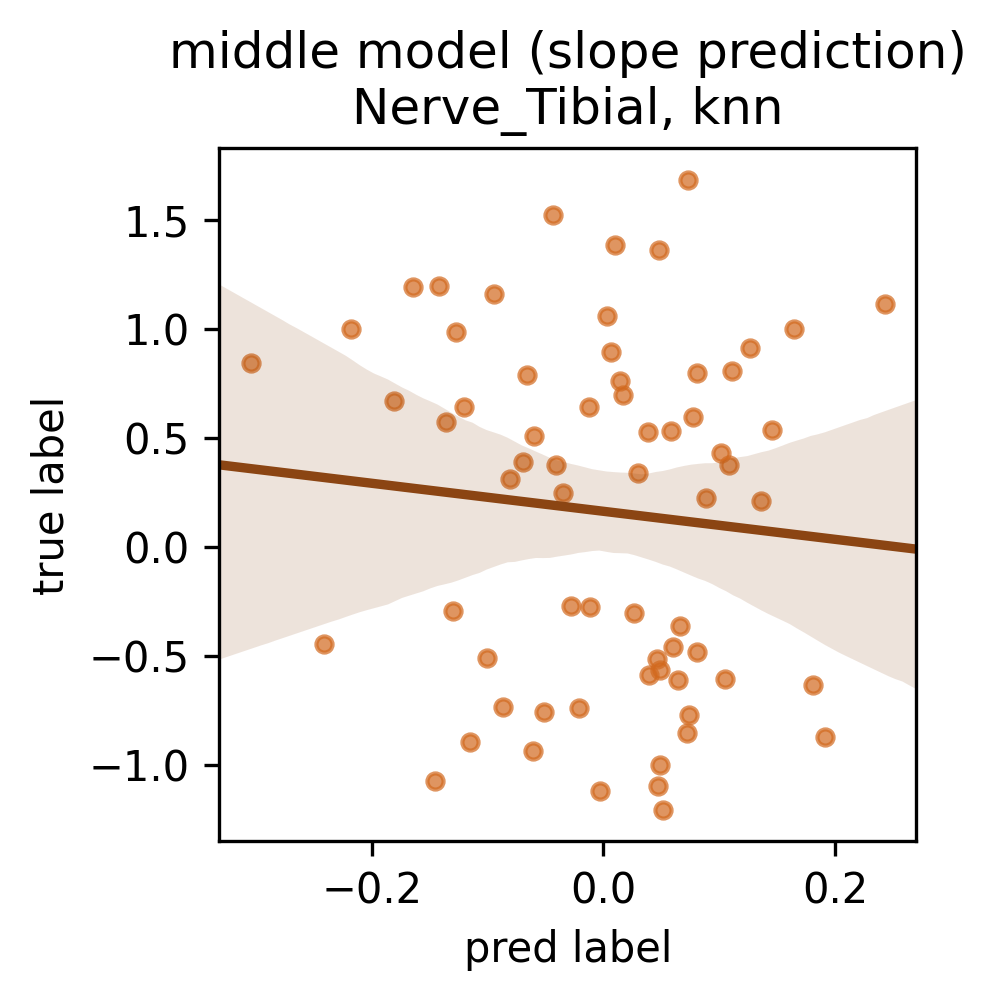 middle model (slope prediction)
Nerve_Tibial, knn
1.5
1.0
0.5
0.0
−0.5
−1.0
true label
−0.2
0.0
0.2
pred label